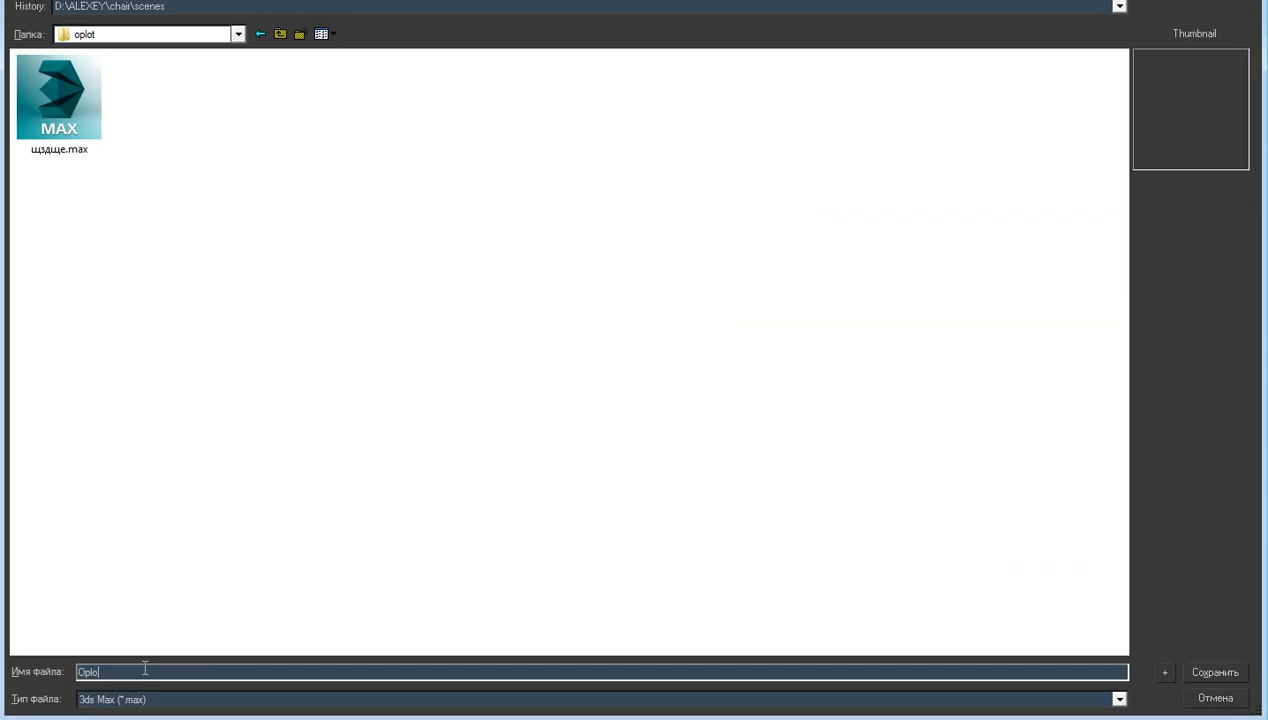 History: D:\ALEXEY\chair\scenes
Папка: oplot
Thumbnail
MAX
щздще.max
Имя файла: Oplo
+ Сохранить
Тип файла: 3ds Max (*.max)
Отмена